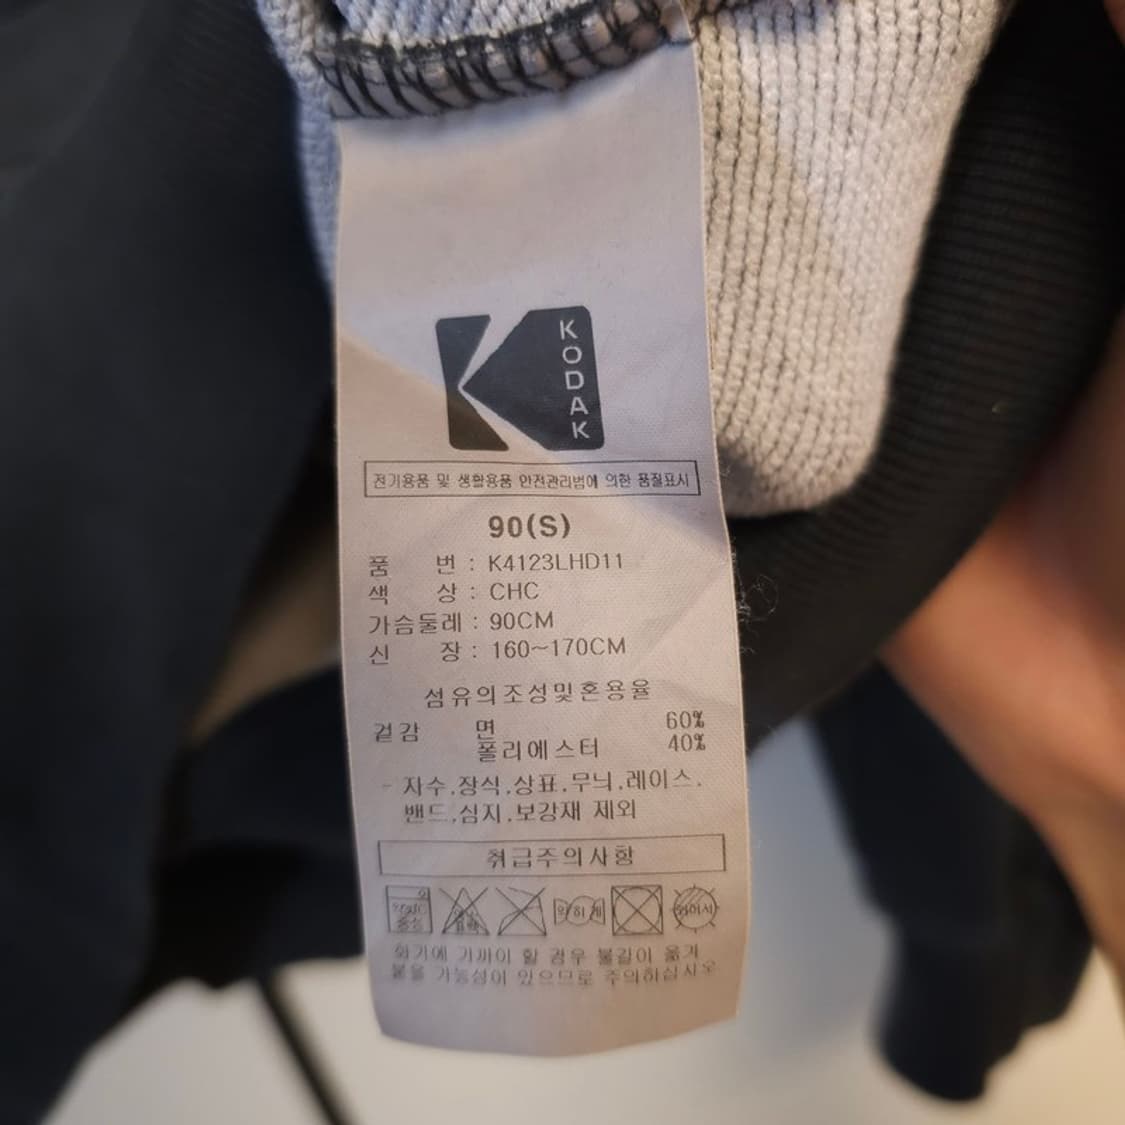 KODAK
전기용품 및 생활용품 안전관리법에 의한 품질표시
90(S)
품 번 : K4123LHD11
색 상 : CHC
가슴둘레 : 90CM
신 장 : 160~170CM
섬유의조성및혼용율
겉감 면 60%
폴리에스터 40%
- 자수.장식.상표.무늬.레이스.
밴드.심지.보강재 제외
취급주의사항
화기에 가까이 할 경우 불길이 옮겨
붙을 가능성이 있으므로 주의하십시오